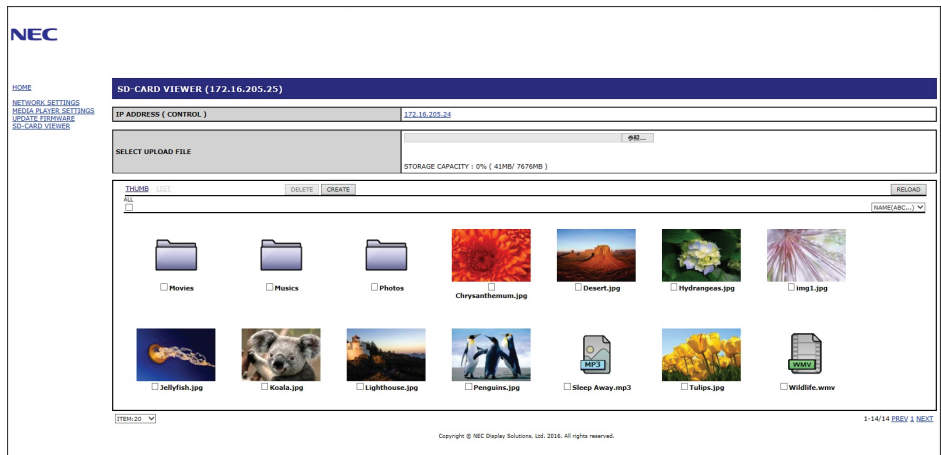 NEC
HOME
NETWORK SETTINGS
MEDIA PLAYER SETTINGS
UPDATE FIRMWARE
SD-CARD VIEWER
SD-CARD VIEWER (172.16.205.25)
IP ADDRESS ( CONTROL )
172.16.205.24
SELECT UPLOAD FILE
参照...
STORAGE CAPACITY : 0% ( 41MB/ 7676MB )
THUMB LIST DELETE CREATE RELOAD
ALL
NAME(ABC...)
Movies Musics Photos Chrysanthemum.jpg Desert.jpg Hydrangeas.jpg img1.jpg
MP3 WMV
Jellyfish.jpg Koala.jpg Lighthouse.jpg Penguins.jpg Sleep Away.mp3 Tulips.jpg Wildlife.wmv
ITEM:20
1-14/14 PREV 1 NEXT
Copyright © NEC Display Solutions, Ltd. 2016. All rights reserved.